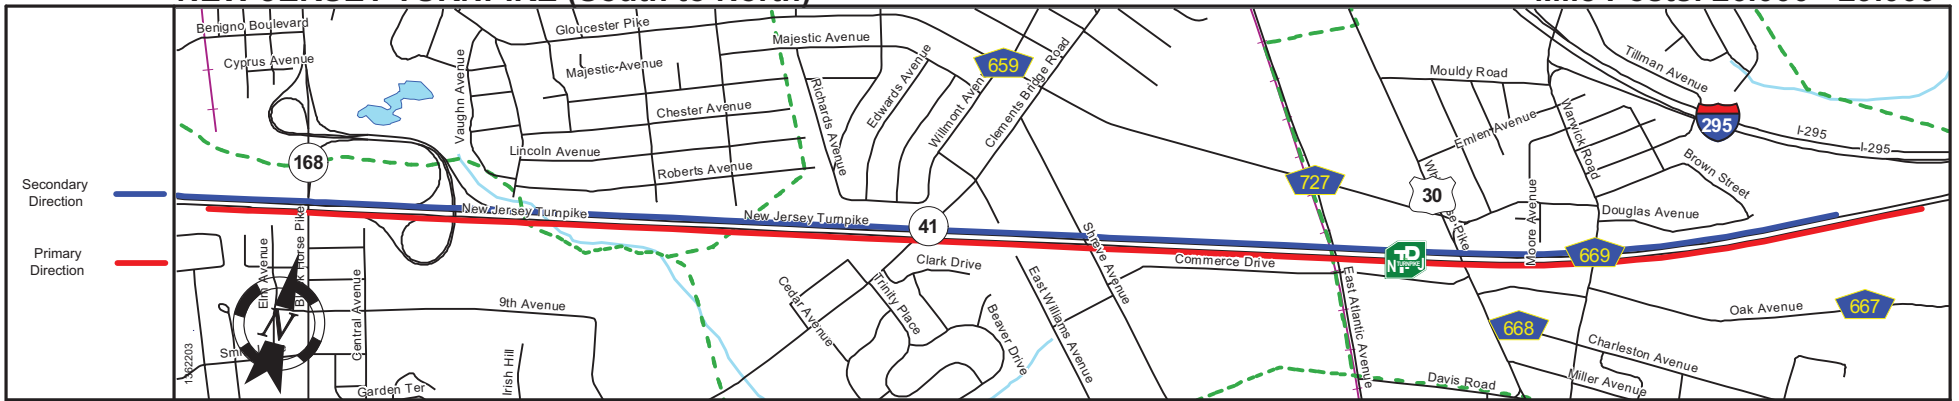 Secondary
Direction
Primary
Direction
Benigno Boulevard
Cyprus Avenue
168
Vaughn Avenue
Gloucester Pike
Majestic Avenue
Majestic Avenue
Chester Avenue
Lincoln Avenue
Roberts Avenue
Richards Avenue
Edwards Avenue
659
Clements Bridge Road
New Jersey Turnpike
New Jersey Turnpike
41
727
Mouldy Road
Emlen Avenue
Warwick Road
Tillman Avenue
295
I-295
I-295
Brown Street
30
Moore Avenue
Douglas Avenue
669
TURNPIKE
Commerce Drive
Shreve Avenue
Clark Drive
Trinity Place
Cedar Avenue
Beaver Drive
East Williams Avenue
East Atlantic Avenue
Elm Avenue
Central Avenue
9th Avenue
N
1362203
Irish Hill
Garden Ter
Oak Avenue
667
668
Charleston Avenue
Miller Avenue
Davis Road